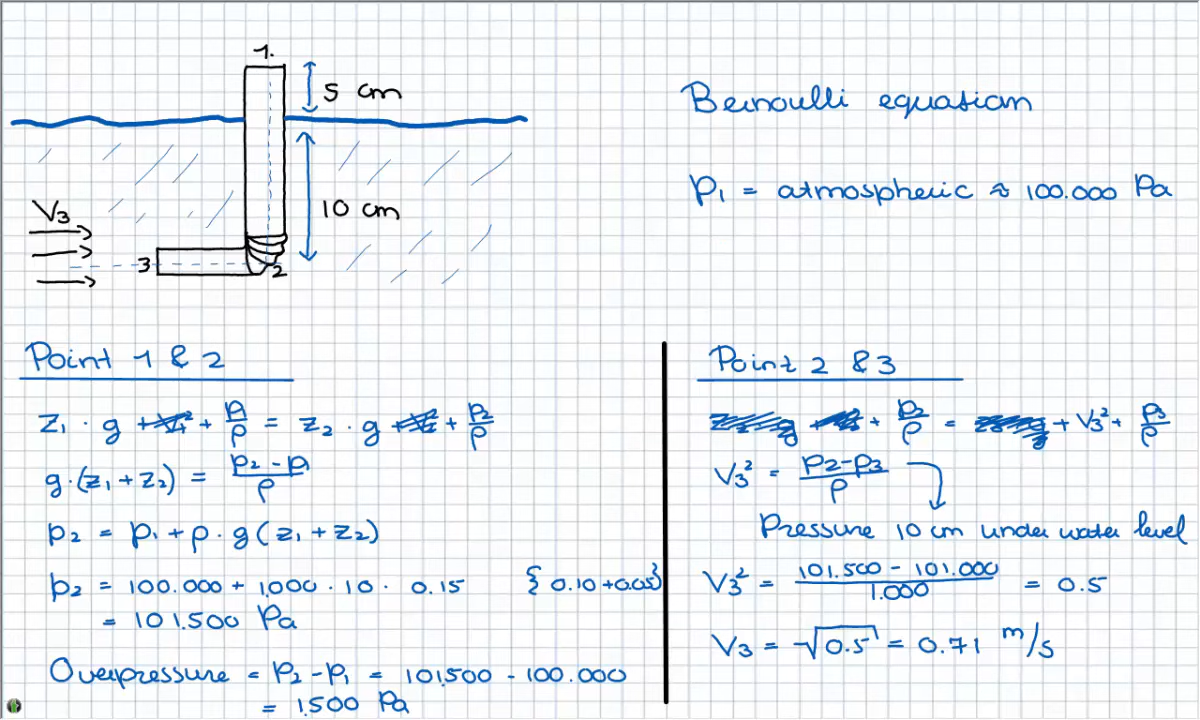 1.
5 cm
10 cm
V3
3
2
Bernoulli equation
p1 = atmospheric ≈ 100.000 Pa
Point 1 & 2
z1 · g + V1² + p1/ρ = z2 · g + V2² + p2/ρ
g·(z1 + z2) = (p2 - p1)/ρ
p2 = p1 + ρ · g (z1 + z2)
p2 = 100.000 + 1.000 · 10 · 0.15 { 0.10 + 0.05 }
= 101.500 Pa
Overpressure = p2 - p1 = 101.500 - 100.000
= 1.500 Pa
Point 2 & 3
+ p2/ρ = + V3² + p3/ρ
V3² = (p2-p3)/ρ
Pressure 10 cm under water level
V3² = (101.500 - 101.000)/1.000 = 0.5
V3 = √0.5 = 0.71 m/s